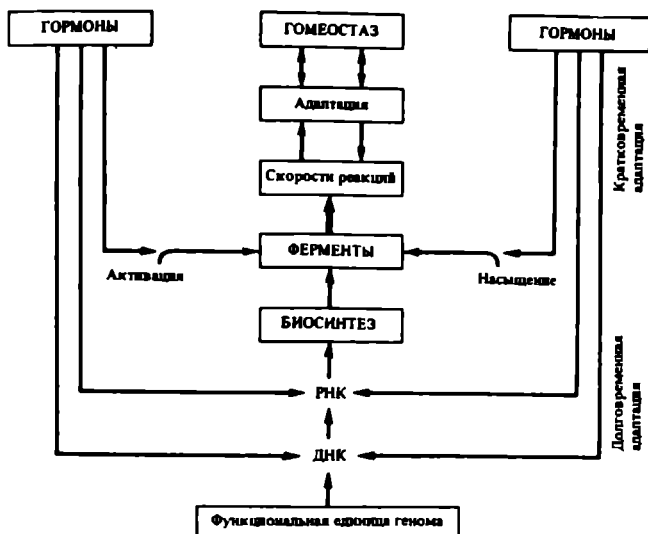 ГОРМОНЫ
ГОМЕОСТАЗ
ГОРМОНЫ
Адаптация
Кратковременная
адаптация
Скорости реакций
ФЕРМЕНТЫ
Активация
Насыщение
БИОСИНТЕЗ
Долговременная
адаптация
РНК
ДНК
Функциональная единица генома